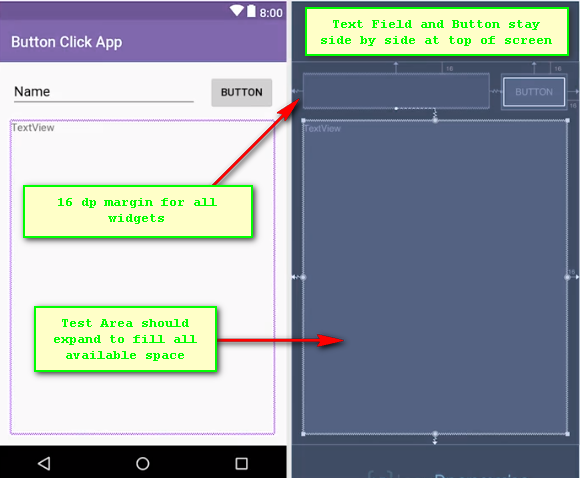 8:00
Button Click App
Name
BUTTON
TextView
16 dp margin for all
widgets
Test Area should
expand to fill all
available space
Text Field and Button stay
side by side at top of screen
16
16
BUTTON
16
TextView
16